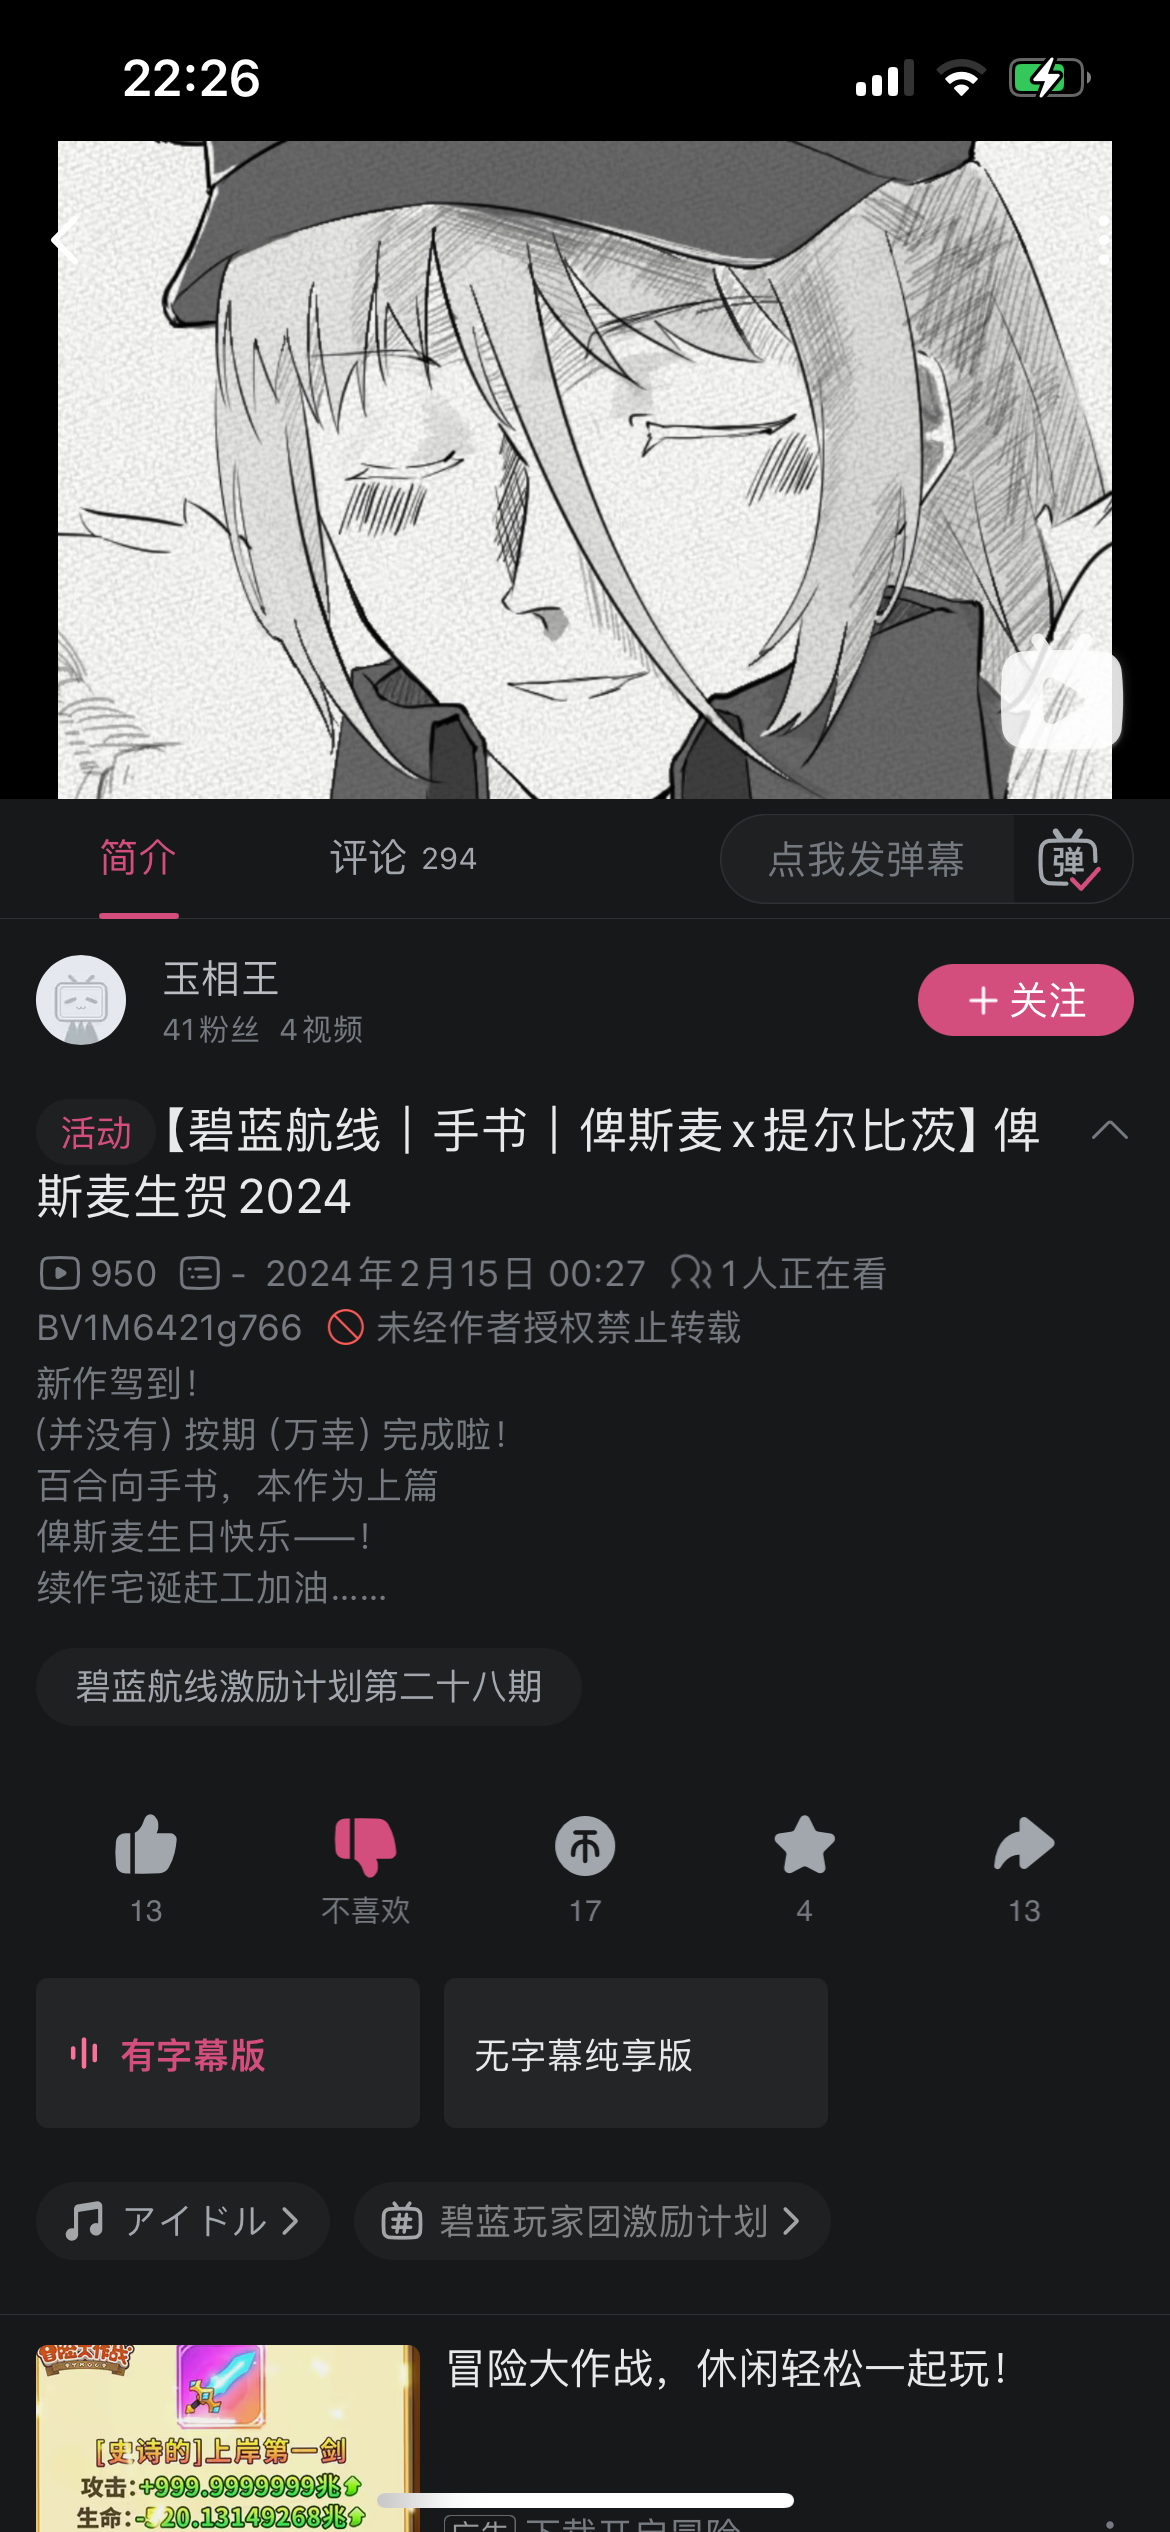 22:26
简介
评论 294
点我发弹幕
弹
玉相王
41粉丝 4视频
+ 关注
活动【碧蓝航线｜手书｜俾斯麦x提尔比茨】俾
斯麦生贺2024
950 - 2024年2月15日 00:27 1人正在看
BV1M6421g766 未经作者授权禁止转载
新作驾到！
（并没有）按期（万幸）完成啦！
百合向手书，本作为上篇
俾斯麦生日快乐——！
续作宅诞赶工加油……
碧蓝航线激励计划第二十八期
13 不喜欢 17 4 13
有字幕版
无字幕纯享版
アイドル
碧蓝玩家团激励计划
冒险大作战
[史诗的]上岸第一剑
攻击:+999.9999999兆
生命:-520.13149268兆
冒险大作战，休闲轻松一起玩！
广告 下载开启冒险